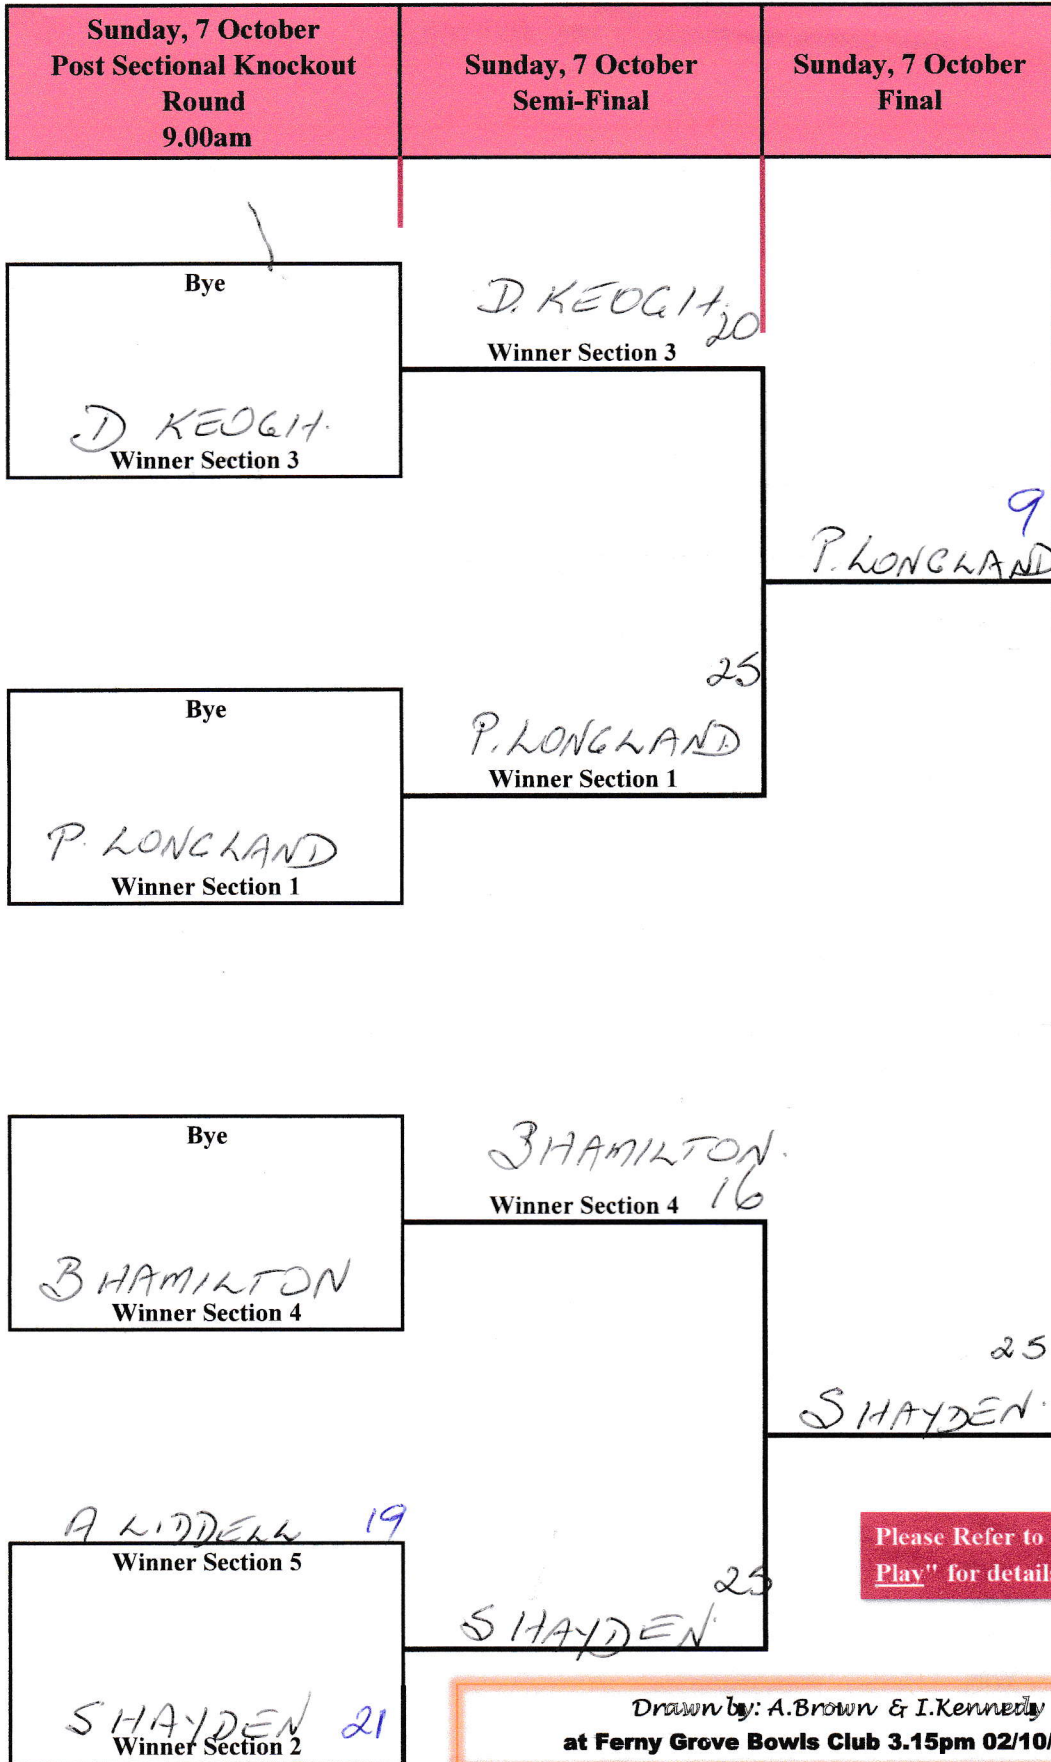 Sunday, 7 October
Post Sectional Knockout
Round
9.00am
Sunday, 7 October
Semi-Final
Sunday, 7 October
Final
Bye
D KEOGH.
Winner Section 3
D. KEOGH. 20
Winner Section 3
9
P. LONGLAND
Bye
P. LONGLAND
Winner Section 1
25
P. LONGLAND
Winner Section 1
Bye
B HAMILTON
Winner Section 4
B HAMILTON.
Winner Section 4 16
25
S HAYDEN.
A LIDDELL 19
Winner Section 5
S HAYDEN 21
Winner Section 2
25
S HAYDEN.
Please Refer to
Play" for detail
Drawn by: A.Brown & I.Kennedy
at Ferny Grove Bowls Club 3.15pm 02/10/